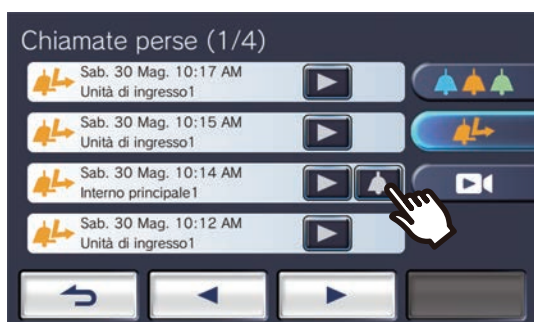 Chiamate perse (1/4)
Sab. 30 Mag. 10:17 AM
Unità di ingresso1
Sab. 30 Mag. 10:15 AM
Unità di ingresso1
Sab. 30 Mag. 10:14 AM
Interno principale1
Sab. 30 Mag. 10:12 AM
Unità di ingresso1